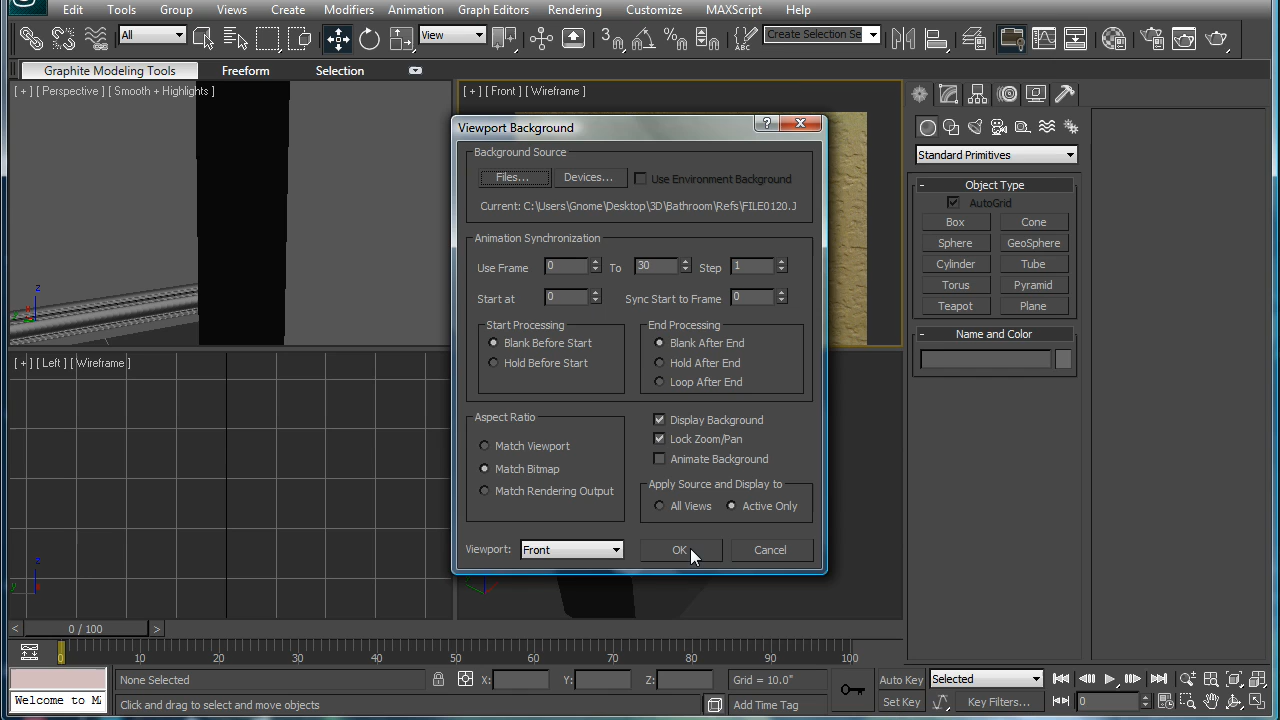 Edit Tools Group Views Create Modifiers Animation Graph Editors Rendering Customize MAXScript Help
All View Create Selection Se
Graphite Modeling Tools Freeform Selection
[ + ] [ Perspective ] [ Smooth + Highlights ]
[ + ] [ Front ] [ Wireframe ]
Viewport Background
Background Source
Files... Devices... Use Environment Background
Current: C:\Users\Gnome\Desktop\3D\Bathroom\Refs\FILE0120.J
Animation Synchronization
Use Frame 0 To 30 Step 1
Start at 0 Sync Start to Frame 0
Start Processing
Blank Before Start
Hold Before Start
End Processing
Blank After End
Hold After End
Loop After End
Aspect Ratio
Match Viewport
Match Bitmap
Match Rendering Output
Display Background
Lock Zoom/Pan
Animate Background
Apply Source and Display to
All Views Active Only
Viewport: Front OK Cancel
Standard Primitives
- Object Type
AutoGrid
Box Cone
Sphere GeoSphere
Cylinder Tube
Torus Pyramid
Teapot Plane
- Name and Color
z
[ + ] [ Left ] [ Wireframe ]
z
y
< 0 / 100 >
0 10 20 30 40 50 60 70 80 90 100
None Selected X: Y: Z: Grid = 10.0" Auto Key Selected
Welcome to M
Click or click-and-drag to select objects
Add Time Tag Set Key Key Filters... 0